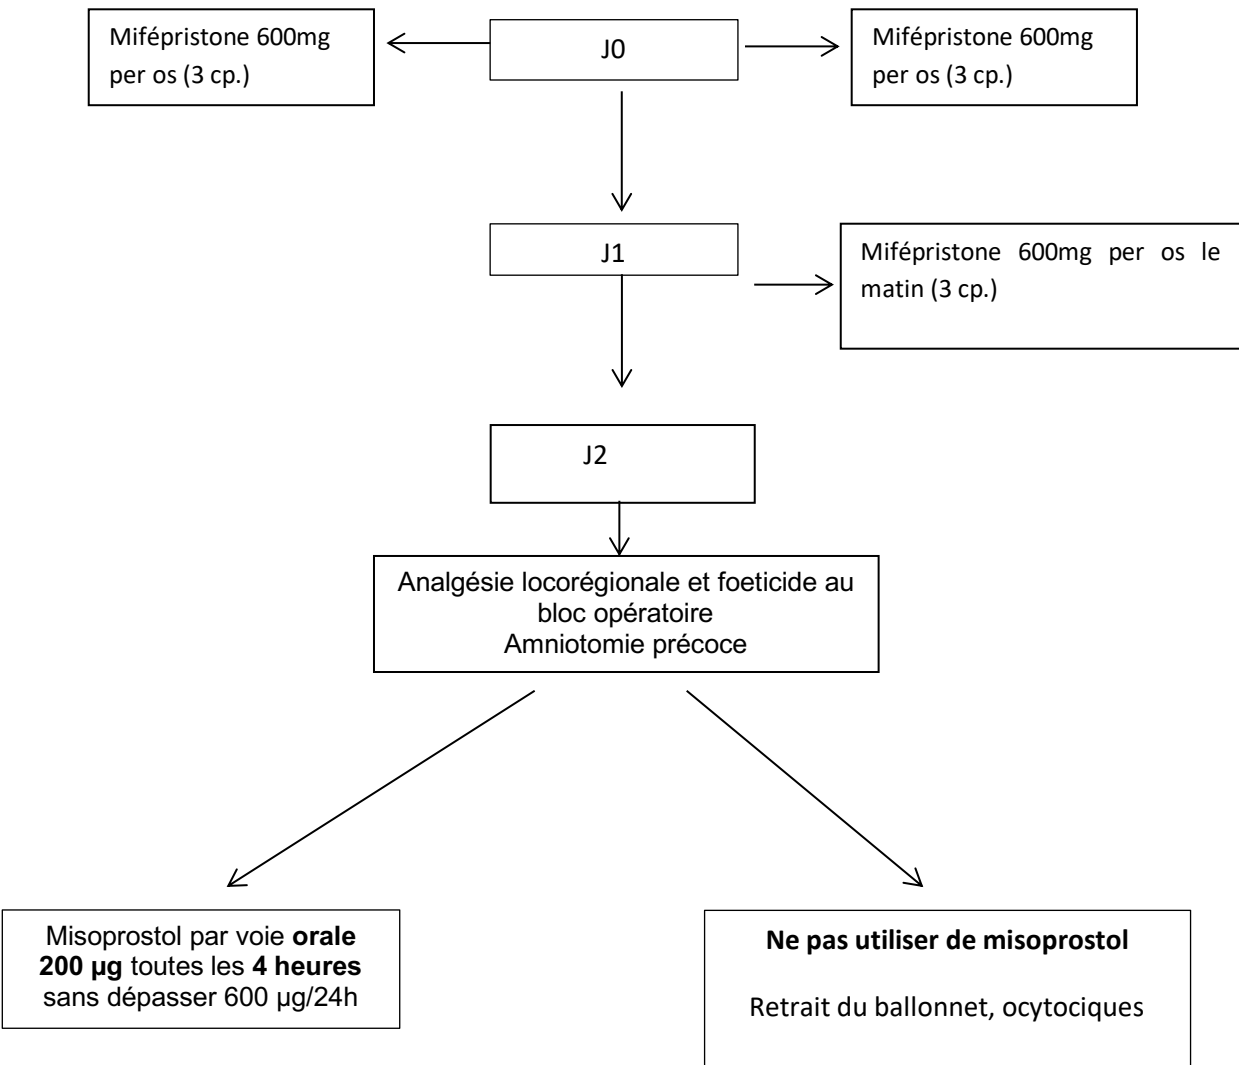 Mifépristone 600mg
per os (3 cp.)
J0
Mifépristone 600mg
per os (3 cp.)
J1
Mifépristone 600mg per os le
matin (3 cp.)
J2
Analgésie locorégionale et foeticide au
bloc opératoire
Amniotomie précoce
Misoprostol par voie orale
200 µg toutes les 4 heures
sans dépasser 600 µg/24h
Ne pas utiliser de misoprostol
Retrait du ballonnet, ocytociques